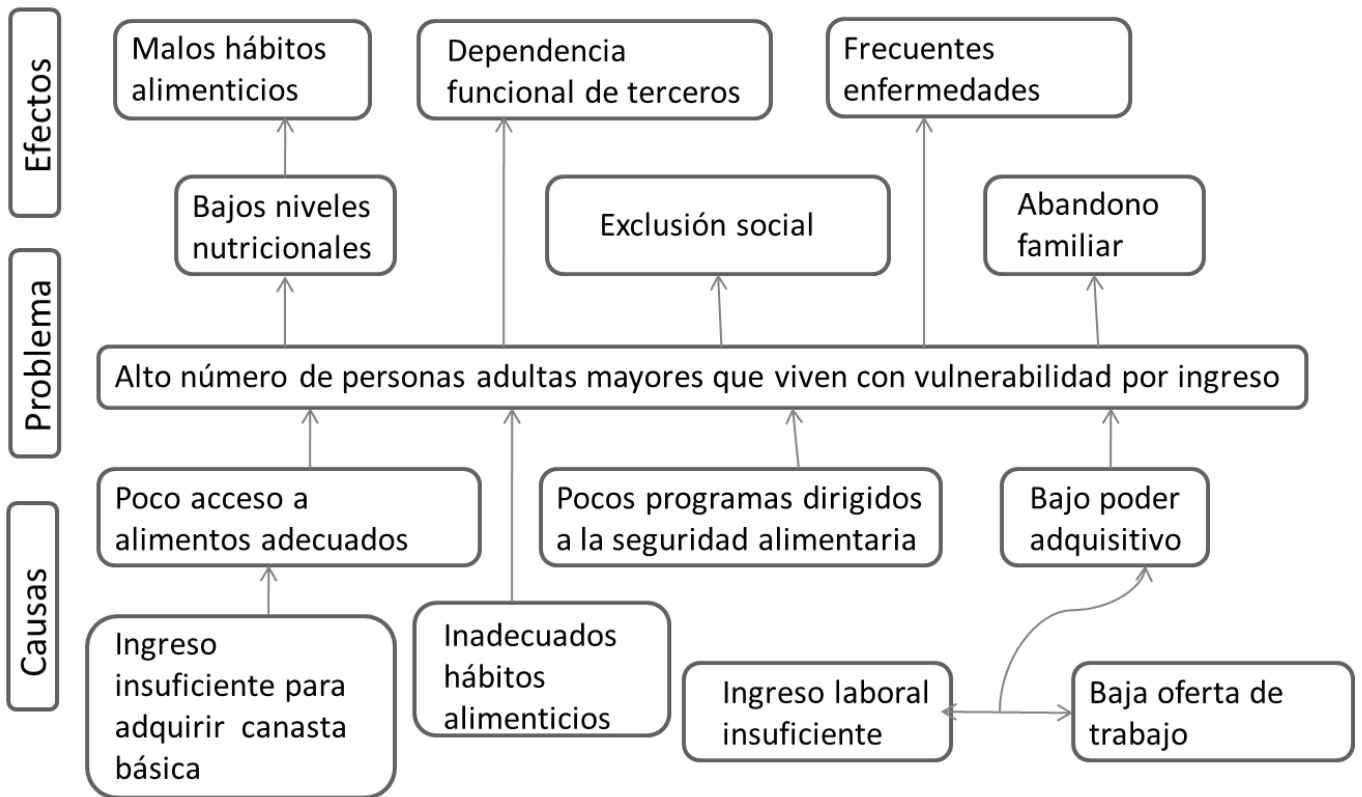 Efectos
Malos hábitos
alimenticios
Dependencia
funcional de terceros
Frecuentes
enfermedades
Bajos niveles
nutricionales
Exclusión social
Abandono
familiar
Problema
Alto número de personas adultas mayores que viven con vulnerabilidad por ingreso
Causas
Poco acceso a
alimentos adecuados
Pocos programas dirigidos
a la seguridad alimentaria
Bajo poder
adquisitivo
Ingreso
insuficiente para
adquirir canasta
básica
Inadecuados
hábitos
alimenticios
Ingreso laboral
insuficiente
Baja oferta de
trabajo